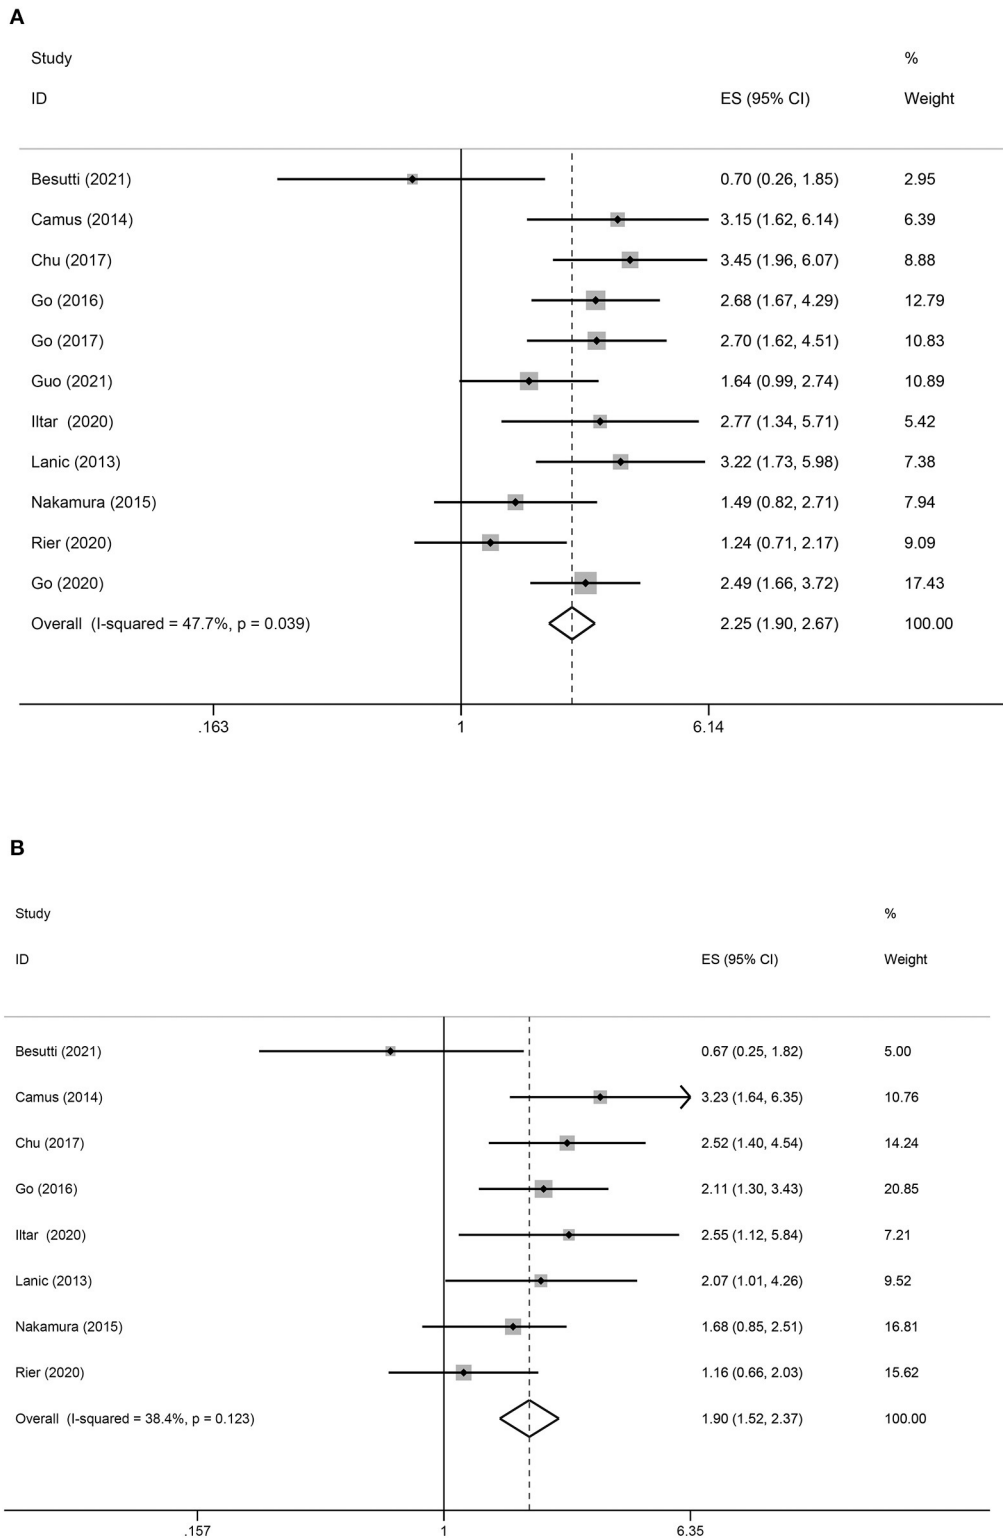 A
Study %
ID ES (95% CI) Weight
Besutti (2021) 0.70 (0.26, 1.85) 2.95
Camus (2014) 3.15 (1.62, 6.14) 6.39
Chu (2017) 3.45 (1.96, 6.07) 8.88
Go (2016) 2.68 (1.67, 4.29) 12.79
Go (2017) 2.70 (1.62, 4.51) 10.83
Guo (2021) 1.64 (0.99, 2.74) 10.89
Iltar (2020) 2.77 (1.34, 5.71) 5.42
Lanic (2013) 3.22 (1.73, 5.98) 7.38
Nakamura (2015) 1.49 (0.82, 2.71) 7.94
Rier (2020) 1.24 (0.71, 2.17) 9.09
Go (2020) 2.49 (1.66, 3.72) 17.43
Overall (I-squared = 47.7%, p = 0.039) 2.25 (1.90, 2.67) 100.00
.163 1 6.14
B
Study %
ID ES (95% CI) Weight
Besutti (2021) 0.67 (0.25, 1.82) 5.00
Camus (2014) 3.23 (1.64, 6.35) 10.76
Chu (2017) 2.52 (1.40, 4.54) 14.24
Go (2016) 2.11 (1.30, 3.43) 20.85
Iltar (2020) 2.55 (1.12, 5.84) 7.21
Lanic (2013) 2.07 (1.01, 4.26) 9.52
Nakamura (2015) 1.68 (0.85, 2.51) 16.81
Rier (2020) 1.16 (0.66, 2.03) 15.62
Overall (I-squared = 38.4%, p = 0.123) 1.90 (1.52, 2.37) 100.00
.157 1 6.35